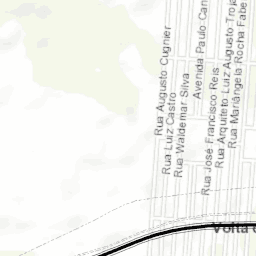 Rua Augusto Cugnier
Rua Luiz Castro
Rua Waldemar Silva
Avenida Paulo Can
Rua José Francisco Reis
Rua Arquiteto Luiz Augusto Troja
Rua Mariângela Rocha Fabe
Volta